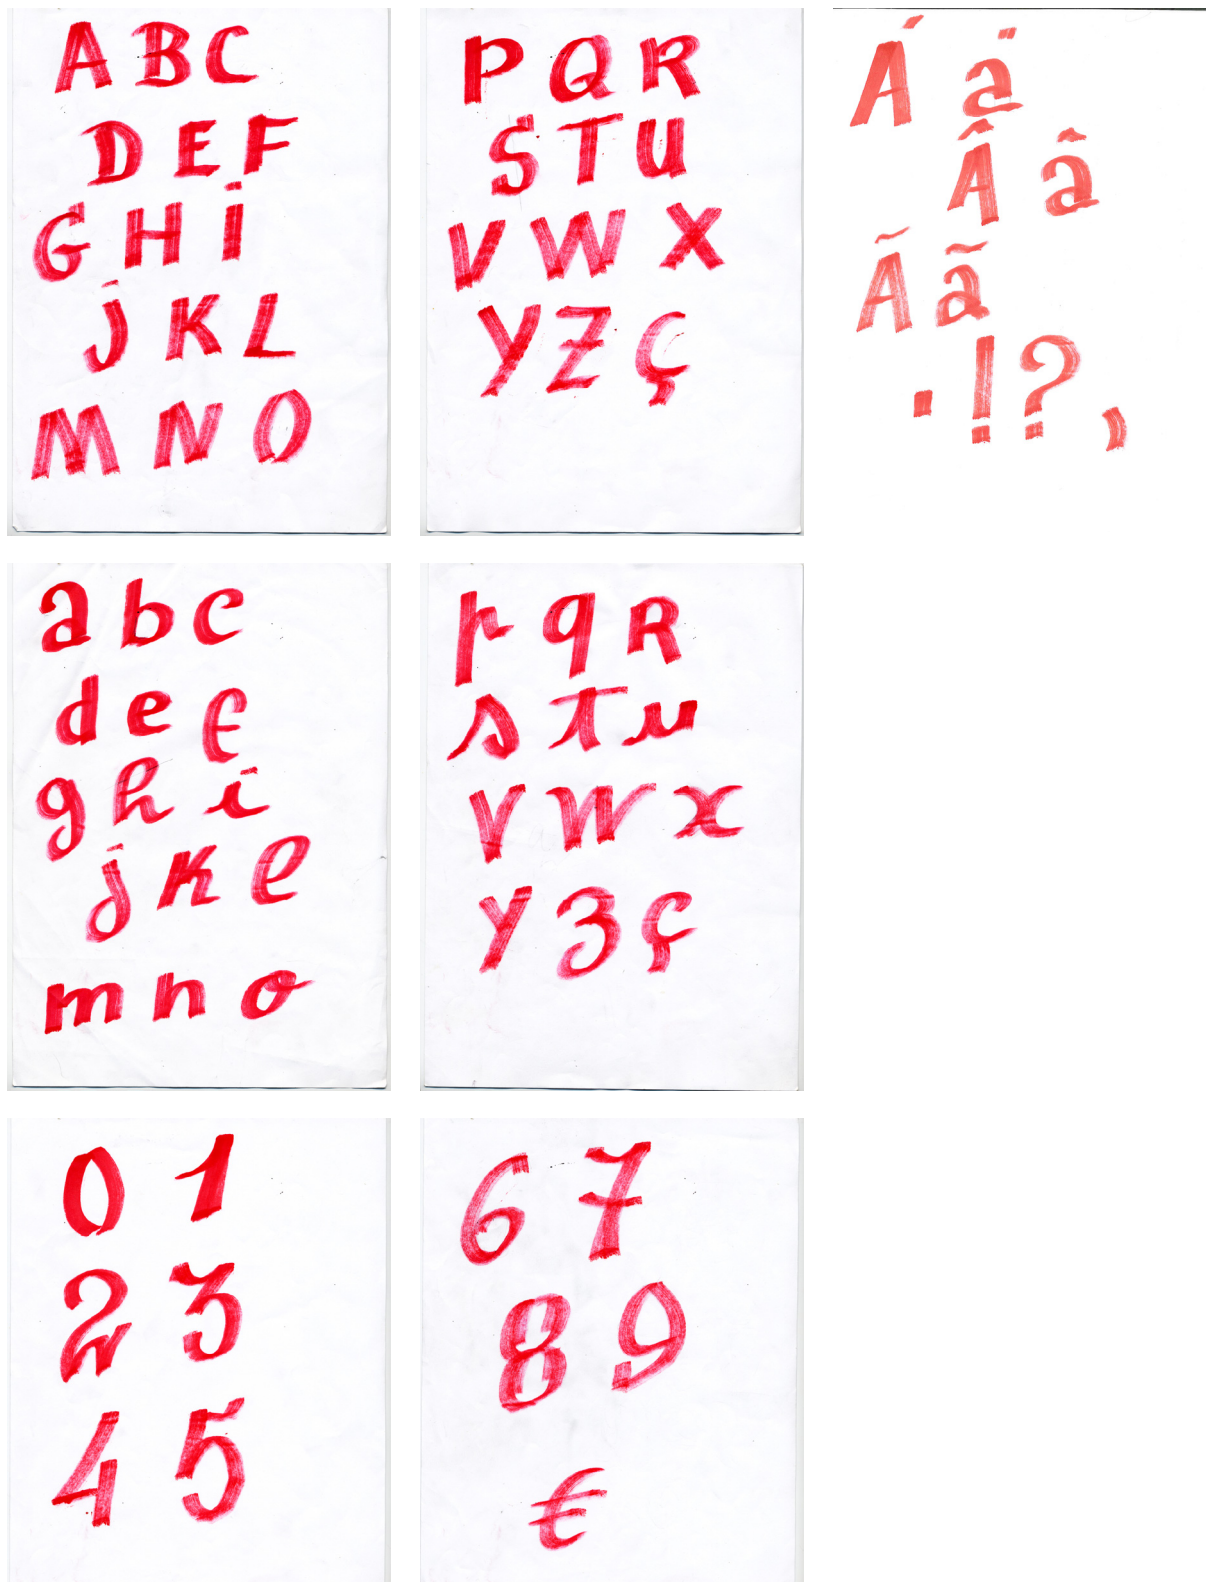 A B C
D E F
G H i
j K L
M N O
P Q R
S T U
V W X
Y Z Ç
Á á
Â â
Ã ã
. ! ? ,
a b c
d e f
g h i
j k l
m n o
p q R
s t u
v w x
y z ç
0 1
2 3
4 5
6 7
8 9
€